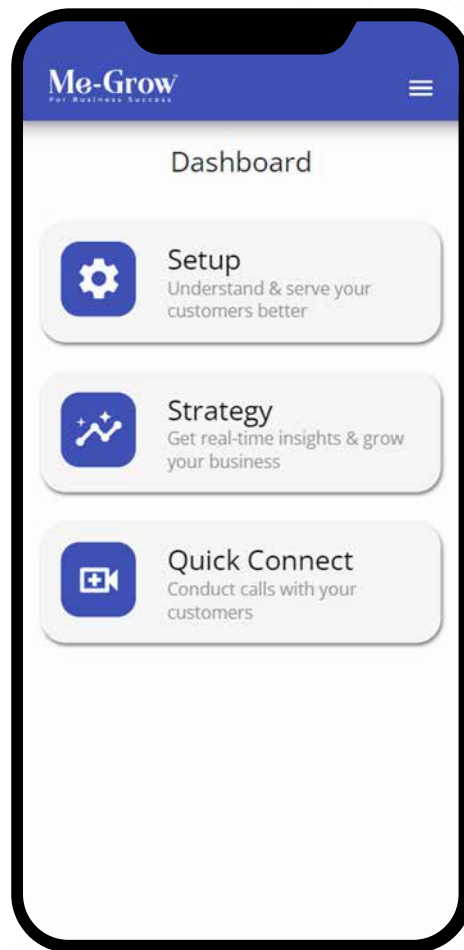 Me-Grow™
For Business Success
Dashboard
Setup
Understand & serve your
customers better
Strategy
Get real-time insights & grow
your business
Quick Connect
Conduct calls with your
customers